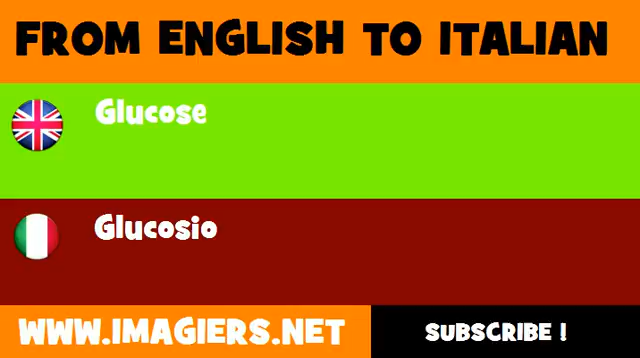 FROM ENGLISH TO ITALIAN
Glucose
Glucosio
WWW.IMAGIERS.NET
SUBSCRIBE !